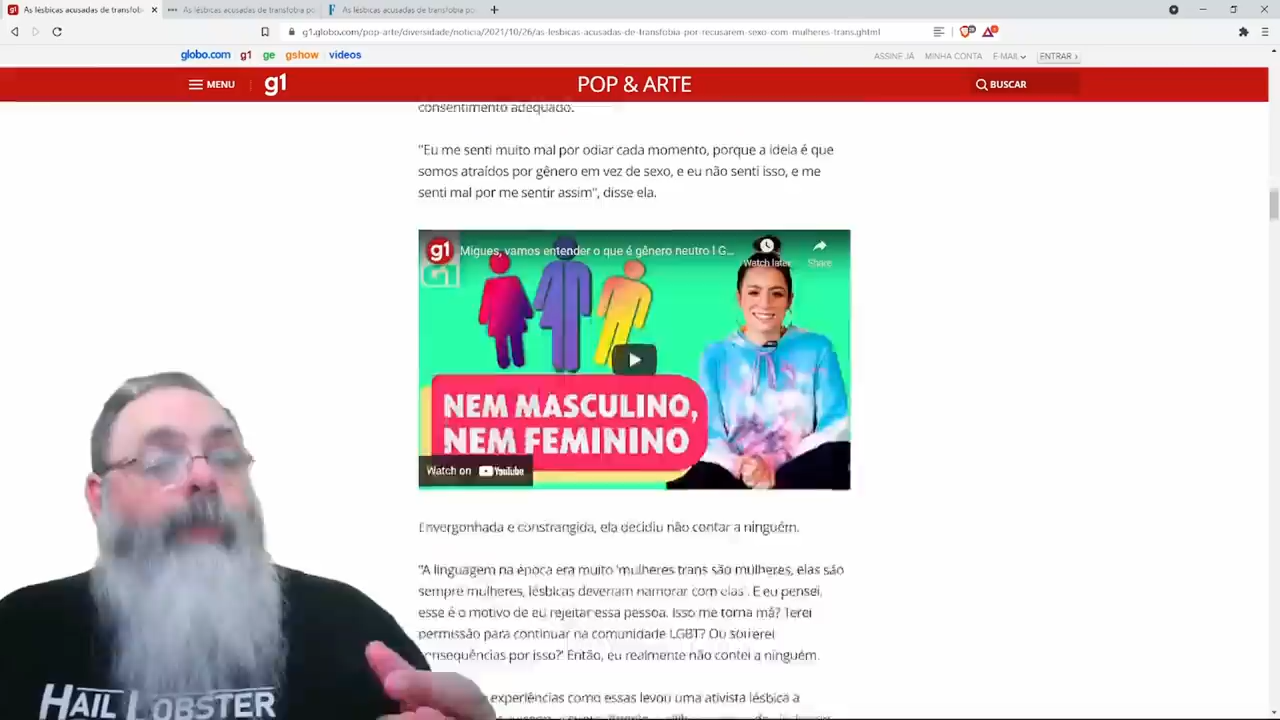 As lésbicas acusadas de transfobi
As lésbicas acusadas de transfobia po
As lésbicas acusadas de transfobia po
g1.globo.com/pop-arte/diversidade/noticia/2021/10/26/as-lesbicas-acusadas-de-transfobia-por-recusarem-sexo-com-mulheres-trans.ghtml
globo.com g1 ge gshow vídeos
ASSINE JÁ MINHA CONTA E-MAIL ENTRAR ›
MENU g1 POP & ARTE BUSCAR
consentimento adequado.
"Eu me senti muito mal por odiar cada momento, porque a ideia é que
somos atraídos por gênero em vez de sexo, e eu não senti isso, e me
senti mal por me sentir assim", disse ela.
g1 Migues, vamos entender o que é gênero neutro l G...
G1
Watch later Share
NEM MASCULINO,
NEM FEMININO
Watch on YouTube
Envergonhada e constrangida, ela decidiu não contar a ninguém.
"A linguagem na época era muito 'mulheres trans são mulheres, elas são
sempre mulheres, lésbicas deveriam namorar com elas'. E eu pensei,
esse é o motivo de eu rejeitar essa pessoa. Isso me torna má? Terei
permissão para continuar na comunidade LGBT? Ou sofrerei
consequências por isso?' Então, eu realmente não contei a ninguém.
experiências como essas levou uma ativista lésbica a
HAIL LOBSTER